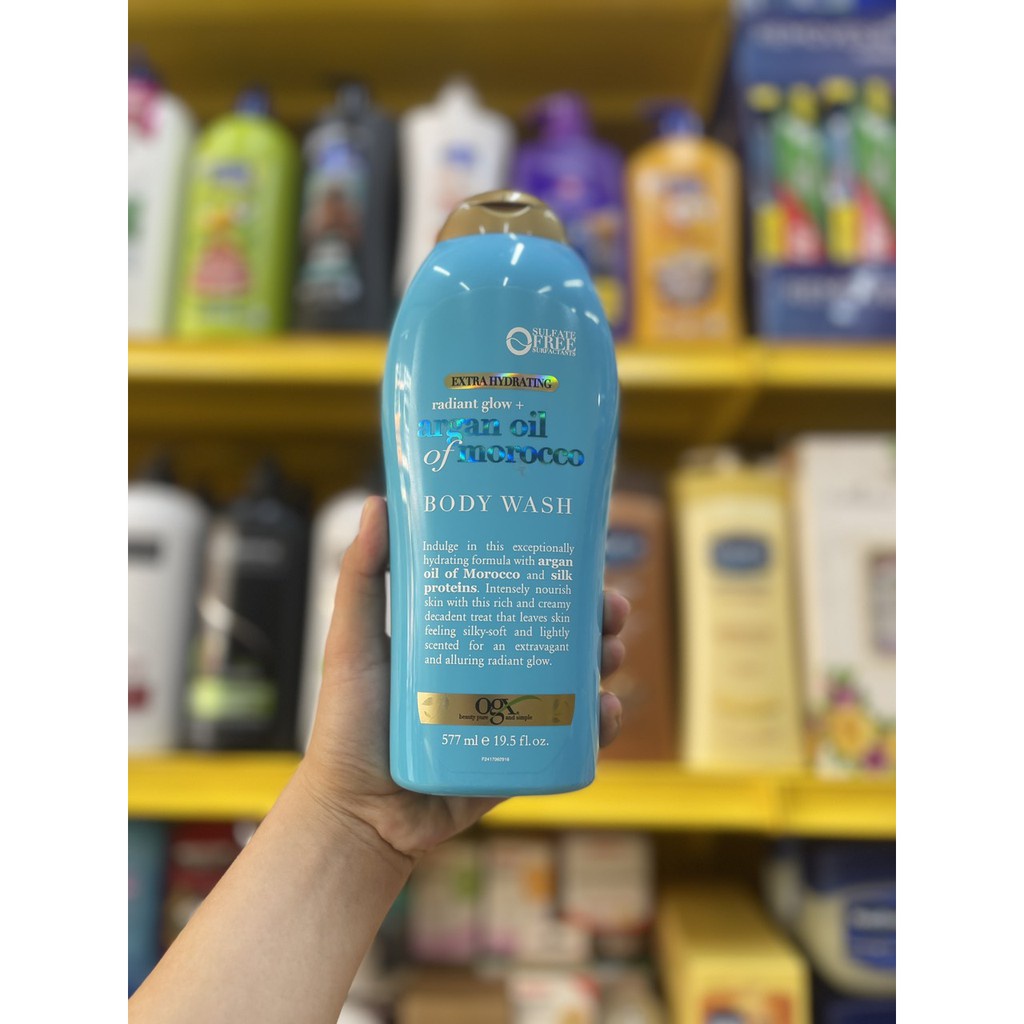 SULFATE
FREE
SURFACTANTS
EXTRA HYDRATING
radiant glow +
argan oil
of morocco
BODY WASH
Indulge in this exceptionally
hydrating formula with argan
oil of Morocco and silk
proteins. Intensely nourish
skin with this rich and creamy
decadent treat that leaves skin
feeling silky-soft and lightly
scented for an extravagant
and alluring radiant glow.
ogx
beauty pure and simple
577 ml e 19.5 fl.oz.